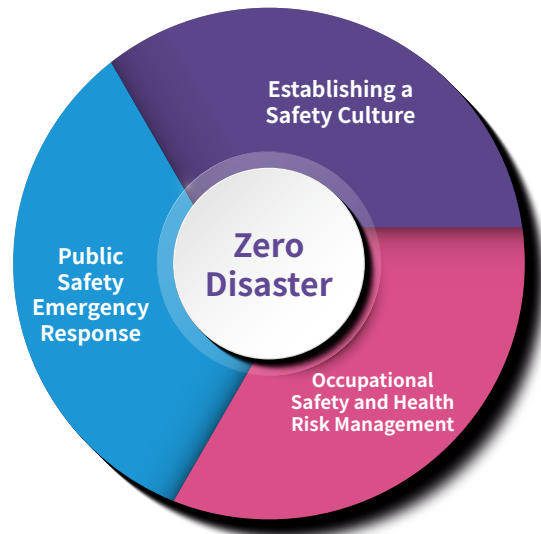 Establishing a
Safety Culture
Zero
Disaster
Public
Safety
Emergency
Response
Occupational
Safety and Health
Risk Management